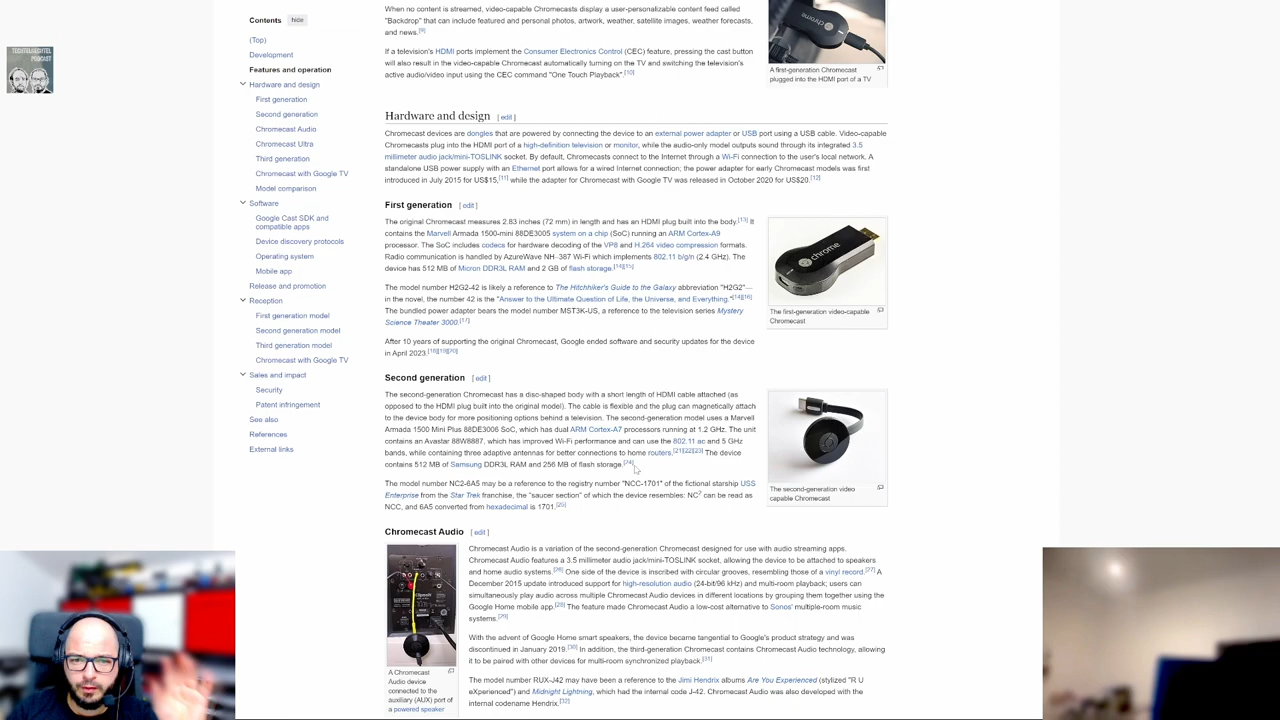 TECHTELMECHTEL
PODCAST
Contents hide
(Top)
Development
Features and operation
Hardware and design
First generation
Second generation
Chromecast Audio
Chromecast Ultra
Third generation
Chromecast with Google TV
Model comparison
Software
Google Cast SDK and
compatible apps
Device discovery protocols
Operating system
Mobile app
Release and promotion
Reception
First generation model
Second generation model
Third generation model
Chromecast with Google TV
Sales and impact
Security
Patent infringement
See also
References
External links
When no content is streamed, video-capable Chromecasts display a user-personalizable content feed called
"Backdrop" that can include featured and personal photos, artwork, weather, satellite images, weather forecasts,
and news.[9]
If a television's HDMI ports implement the Consumer Electronics Control (CEC) feature, pressing the cast button
will also result in the video-capable Chromecast automatically turning on the TV and switching the television's
active audio/video input using the CEC command "One Touch Playback".[10]
chrome
A first-generation Chromecast
plugged into the HDMI port of a TV
Hardware and design [ edit ]
Chromecast devices are dongles that are powered by connecting the device to an external power adapter or USB port using a USB cable. Video-capable
Chromecasts plug into the HDMI port of a high-definition television or monitor, while the audio-only model outputs sound through its integrated 3.5
millimeter audio jack/mini-TOSLINK socket. By default, Chromecasts connect to the Internet through a Wi-Fi connection to the user's local network. A
standalone USB power supply with an Ethernet port allows for a wired Internet connection; the power adapter for early Chromecast models was first
introduced in July 2015 for US$15,[11] while the adapter for Chromecast with Google TV was released in October 2020 for US$20.[12]
First generation [ edit ]
The original Chromecast measures 2.83 inches (72 mm) in length and has an HDMI plug built into the body.[13] It
contains the Marvell Armada 1500-mini 88DE3005 system on a chip (SoC) running an ARM Cortex-A9
processor. The SoC includes codecs for hardware decoding of the VP8 and H.264 video compression formats.
Radio communication is handled by AzureWave NH-387 Wi-Fi which implements 802.11 b/g/n (2.4 GHz). The
device has 512 MB of Micron DDR3L RAM and 2 GB of flash storage.[14][15]
The model number H2G2-42 is likely a reference to The Hitchhiker's Guide to the Galaxy abbreviation "H2G2"—
in the novel, the number 42 is the "Answer to the Ultimate Question of Life, the Universe, and Everything."[14][16]
The bundled power adapter bears the model number MST3K-US, a reference to the television series Mystery
Science Theater 3000.[17]
After 10 years of supporting the original Chromecast, Google ended software and security updates for the device
in April 2023.[18][19][20]
chrome
The first-generation video-capable
Chromecast
Second generation [ edit ]
The second-generation Chromecast has a disc-shaped body with a short length of HDMI cable attached (as
opposed to the HDMI plug built into the original model). The cable is flexible and the plug can magnetically attach
to the device body for more positioning options behind a television. The second-generation model uses a Marvell
Armada 1500 Mini Plus 88DE3006 SoC, which has dual ARM Cortex-A7 processors running at 1.2 GHz. The unit
contains an Avastar 88W8887, which has improved Wi-Fi performance and can use the 802.11 ac and 5 GHz
bands, while containing three adaptive antennas for better connections to home routers.[21][22][23] The device
contains 512 MB of Samsung DDR3L RAM and 256 MB of flash storage.[24]
The model number NC2-6A5 may be a reference to the registry number "NCC-1701" of the fictional starship USS
Enterprise from the Star Trek franchise, the "saucer section" of which the device resembles: NC² can be read as
NCC, and 6A5 converted from hexadecimal is 1701.[25]
The second-generation video
capable Chromecast
Chromecast Audio [ edit ]
Chromecast Audio is a variation of the second-generation Chromecast designed for use with audio streaming apps.
Chromecast Audio features a 3.5 millimeter audio jack/mini-TOSLINK socket, allowing the device to be attached to speakers
and home audio systems.[26] One side of the device is inscribed with circular grooves, resembling those of a vinyl record.[27] A
December 2015 update introduced support for high-resolution audio (24-bit/96 kHz) and multi-room playback; users can
simultaneously play audio across multiple Chromecast Audio devices in different locations by grouping them together using the
Google Home mobile app.[28] The feature made Chromecast Audio a low-cost alternative to Sonos' multiple-room music
systems.[29]
With the advent of Google Home smart speakers, the device became tangential to Google's product strategy and was
discontinued in January 2019.[30] In addition, the third-generation Chromecast contains Chromecast Audio technology, allowing
it to be paired with other devices for multi-room synchronized playback.[31]
The model number RUX-J42 may have been a reference to the Jimi Hendrix albums Are You Experienced (stylized "R U
eXperienced") and Midnight Lightning, which had the internal code J-42. Chromecast Audio was also developed with the
internal codename Hendrix.[32]
A Chromecast
Audio device
connected to the
auxiliary (AUX) port of
a powered speaker